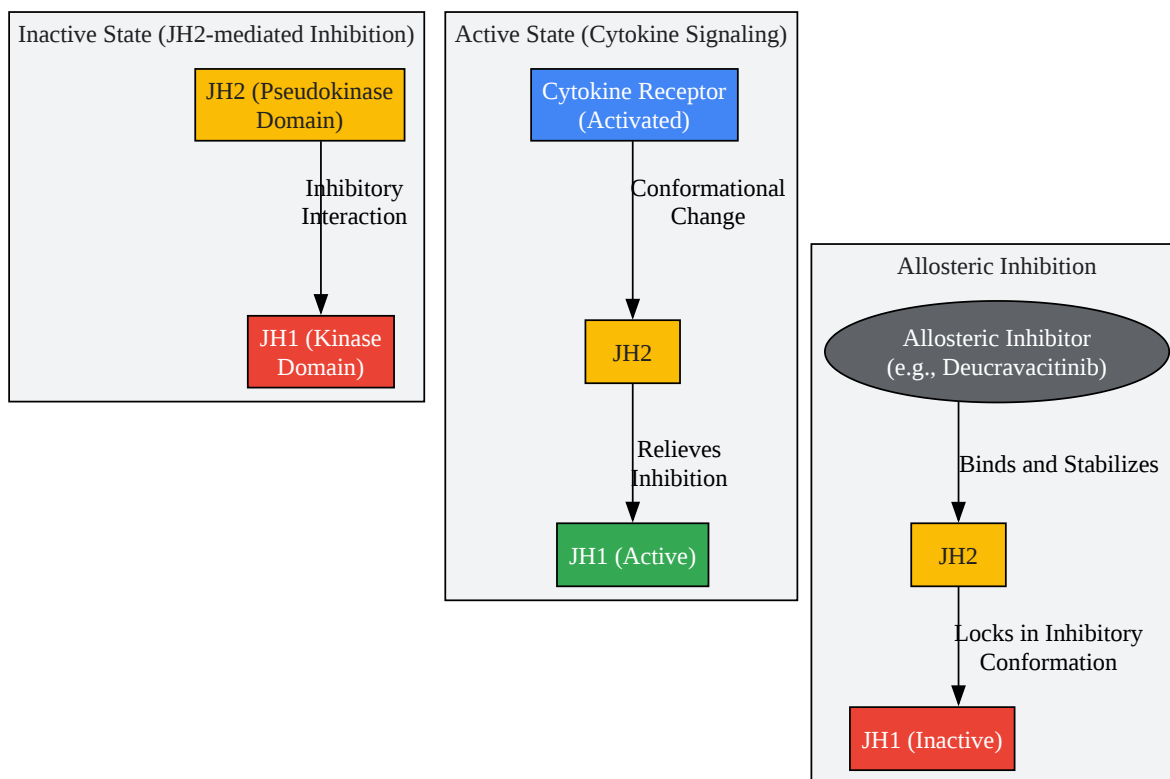 Inactive State (JH2-mediated Inhibition)
JH2 (Pseudokinase
Domain)
Inhibitory
Interaction
JH1 (Kinase
Domain)
Active State (Cytokine Signaling)
Cytokine Receptor
(Activated)
Conformational
Change
JH2
Relieves
Inhibition
JH1 (Active)
Allosteric Inhibition
Allosteric Inhibitor
(e.g., Deucravacitinib)
Binds and Stabilizes
JH2
Locks in Inhibitory
Conformation
JH1 (Inactive)